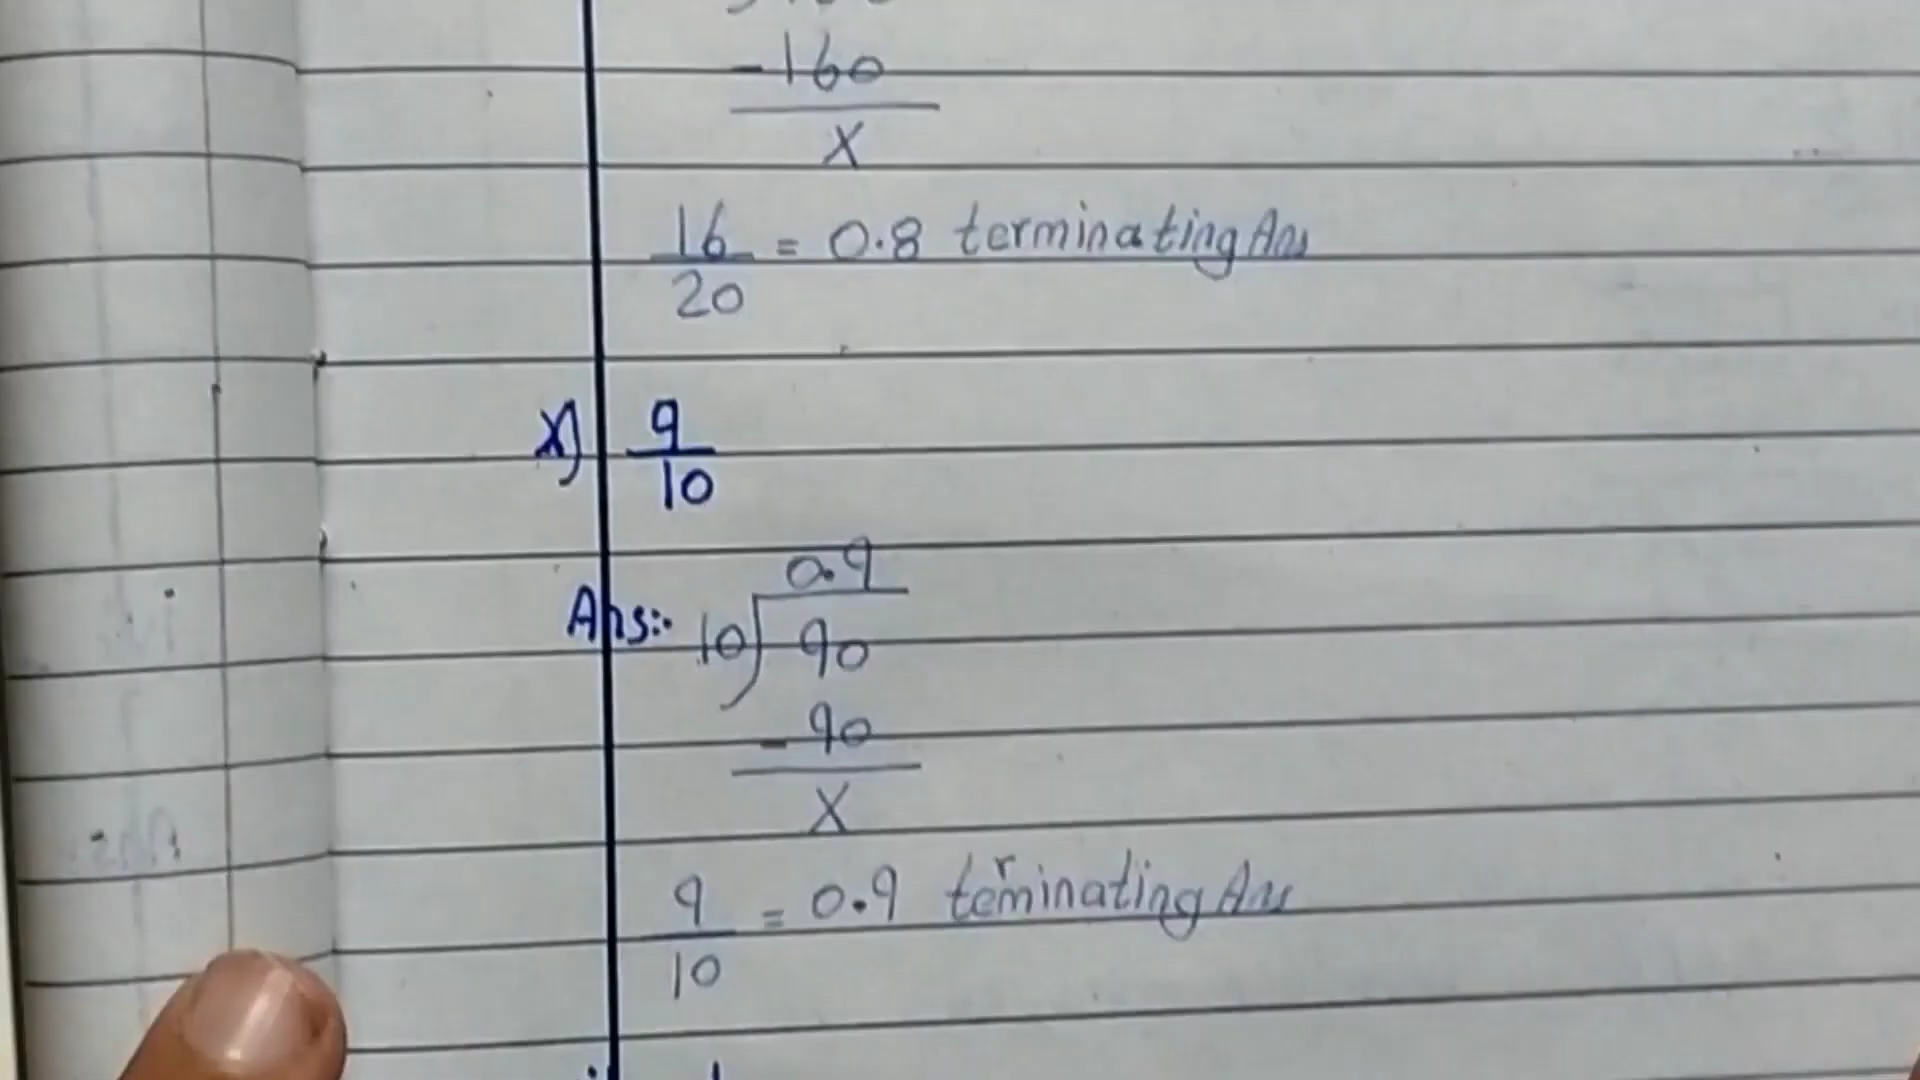 -160
X
16/20 = 0.8 terminating Ans
X) 9/10
0.9
Ans:- 10) 90
- 90
X
9/10 = 0.9 terminating Ans